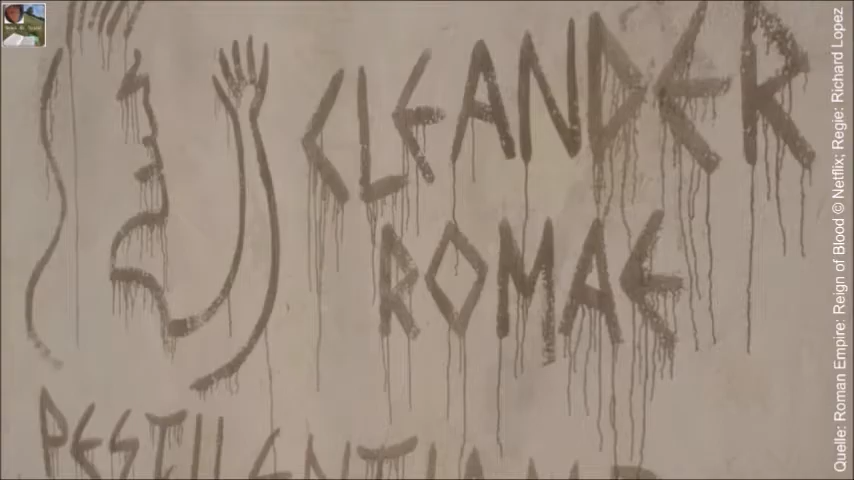 CLEANDER
ROMAE
Quelle: Roman Empire: Reign of Blood © Netflix; Regie: Richard Lopez